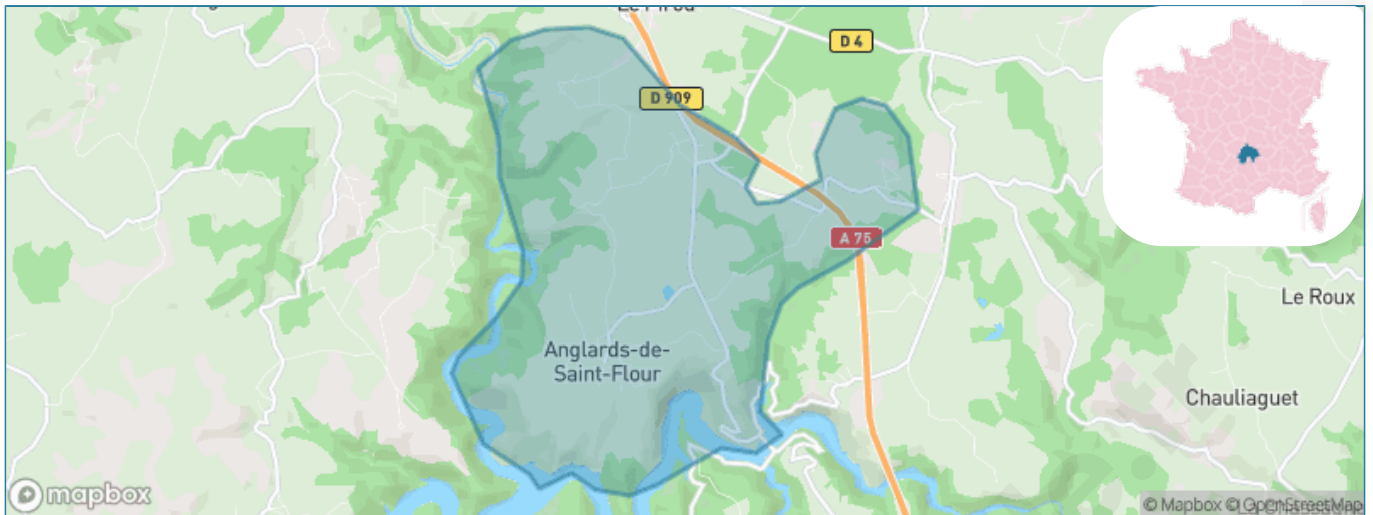 D 4
D 909
A 75
Le Roux
Anglards-de-
Saint-Flour
Chauliaguet
mapbox
© Mapbox © OpenStreetMap